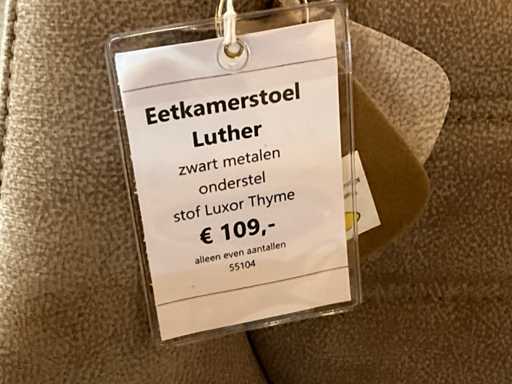 Eetkamerstoel
Luther
zwart metalen
onderstel
stof Luxor Thyme
€ 109,-
alleen even aantallen
55104